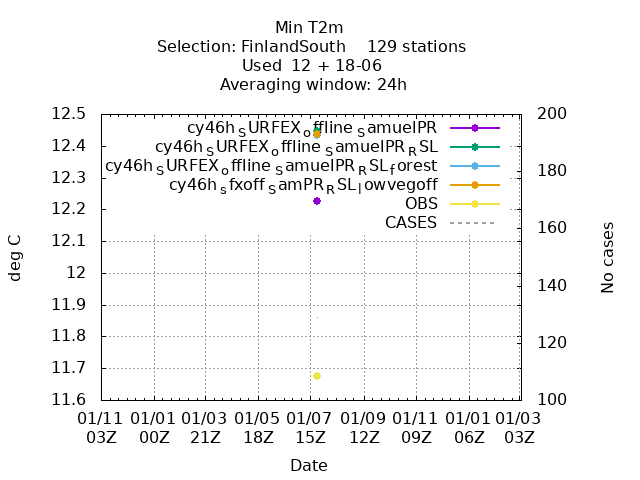 Min T2m
Selection: FinlandSouth    129 stations
Used  12 + 18-06
Averaging window: 24h
cy46h_SURFEX_offline_SamuelPR
cy46h_SURFEX_offline_SamuelPR_RSL
cy46h_SURFEX_offline_SamuelPR_RSL_forest
cy46h_sfxoff_SamPR_RSL_lowvegoff
OBS
CASES
12.5
12.4
12.3
12.2
12.1
12
11.9
11.8
11.7
11.6
deg C
200
180
160
140
120
100
No cases
01/11 01/01 01/03 01/05 01/07 01/09 01/11 01/01 01/03
03Z 00Z 21Z 18Z 15Z 12Z 09Z 06Z 03Z
Date